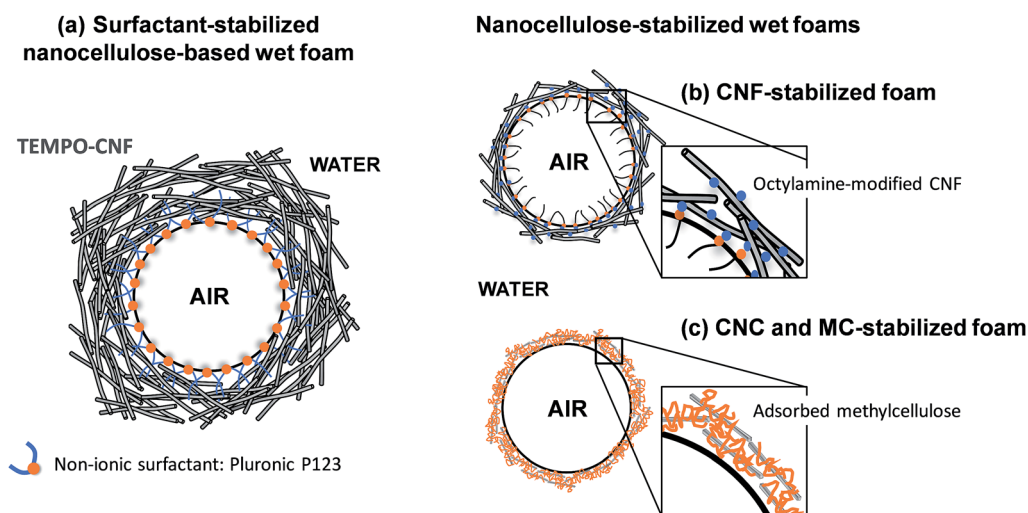 (a) Surfactant-stabilized
nanocellulose-based wet foam
TEMPO-CNF
WATER
AIR
Non-ionic surfactant: Pluronic P123
Nanocellulose-stabilized wet foams
(b) CNF-stabilized foam
AIR
Octylamine-modified CNF
WATER
(c) CNC and MC-stabilized foam
AIR
Adsorbed methylcellulose